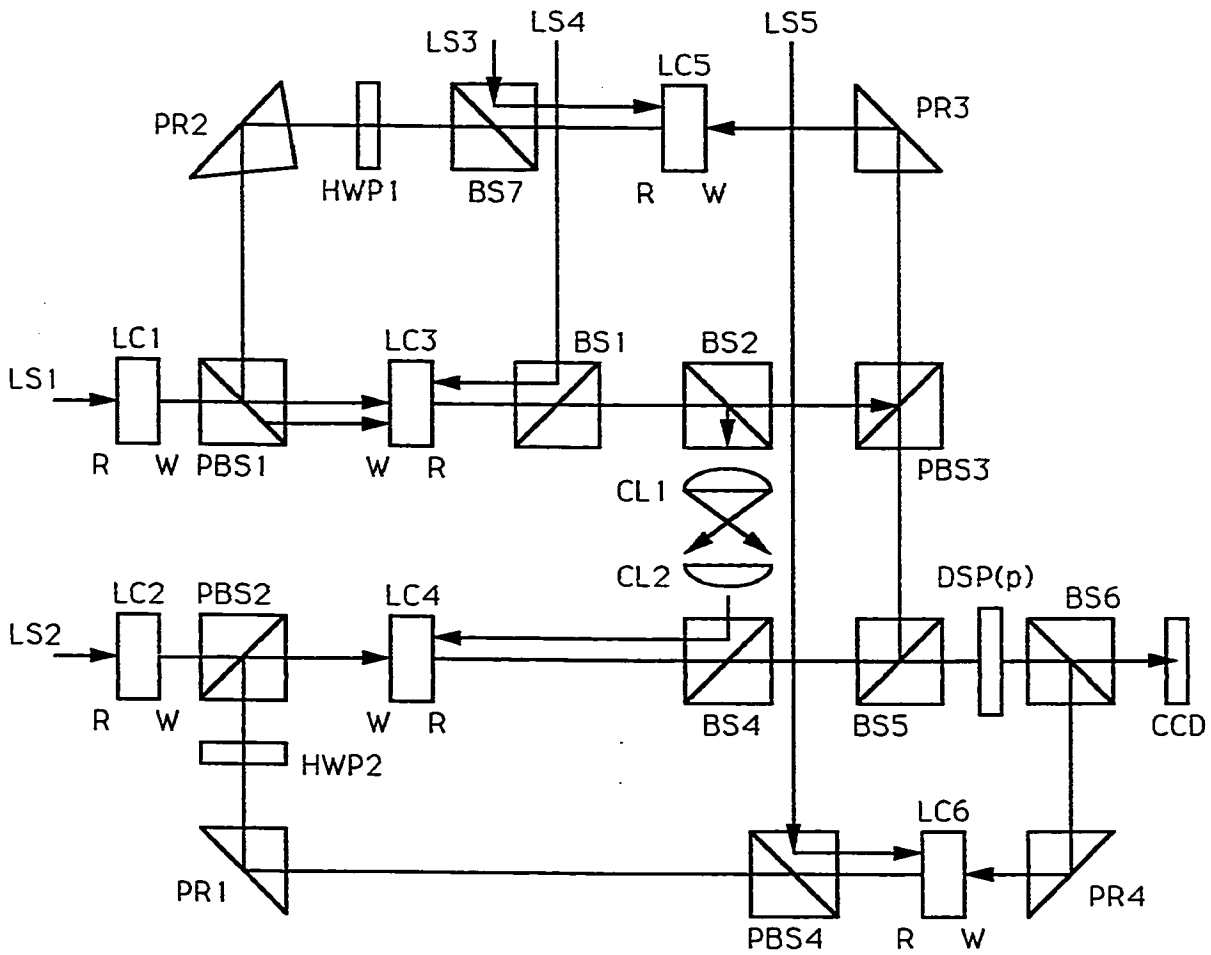 LS4
LS5
LS3
LC5
PR2
PR3
HWP1
BS7
R
W
LC1
LC3
BS1
BS2
LS1
R
W
PBS1
W
R
PBS3
CL1
CL2
DSP(p)
LC2
PBS2
LC4
BS6
LS2
R
W
W
R
BS4
BS5
CCD
HWP2
LC6
PR1
PR4
PBS4
R
W